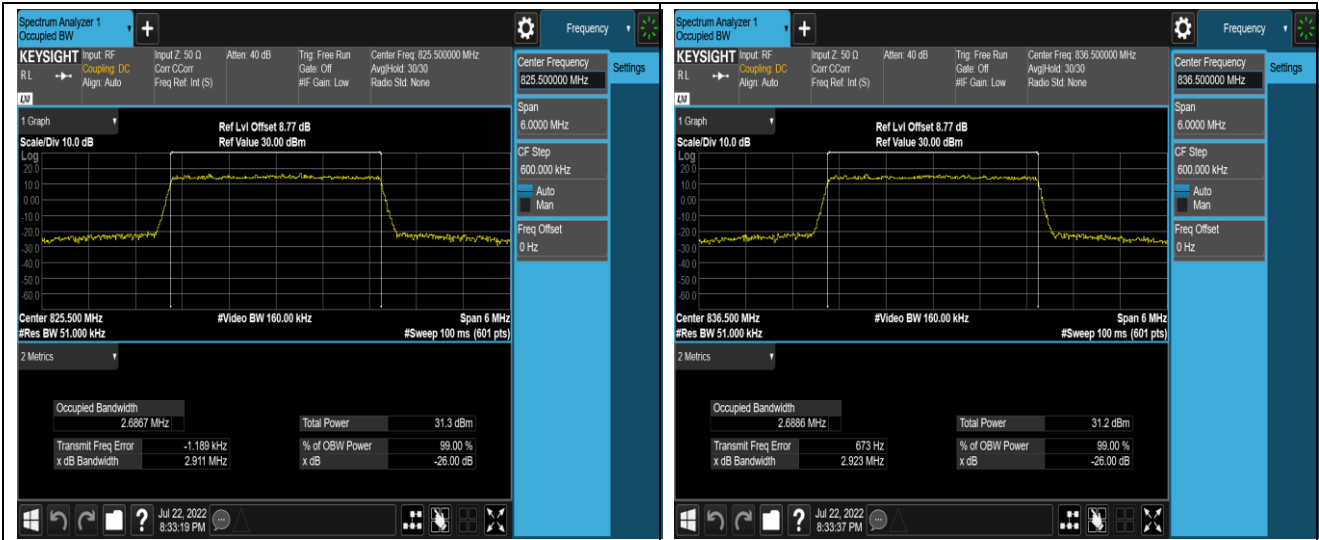 Spectrum Analyzer 1
Occupied BW
+
Frequency
KEYSIGHT Input: RF Input Z: 50 Ω Atten: 40 dB Trig: Free Run Center Freq: 825.500000 MHz
RL Coupling: DC Corr CCorr Gate: Off Avg|Hold: 30/30
Align: Auto Freq Ref: Int (S) #IF Gain: Low Radio Std: None
LXI
Center Frequency
825.500000 MHz
Settings
Span
6.0000 MHz
CF Step
600.000 kHz
Auto
Man
Freq Offset
0 Hz
1 Graph
Ref Lvl Offset 8.77 dB
Scale/Div 10.0 dB Ref Value 30.00 dBm
Log
20.0
10.0
0.00
-10.0
-20.0
-30.0
-40.0
-50.0
-60.0
Center 825.500 MHz #Video BW 160.00 kHz Span 6 MHz
#Res BW 51.000 kHz #Sweep 100 ms (601 pts)
2 Metrics
Occupied Bandwidth
2.6867 MHz Total Power 31.3 dBm
Transmit Freq Error -1.189 kHz % of OBW Power 99.00 %
x dB Bandwidth 2.911 MHz x dB -26.00 dB
? Jul 22, 2022
8:33:19 PM
Spectrum Analyzer 1
Occupied BW
+
Frequency
KEYSIGHT Input: RF Input Z: 50 Ω Atten: 40 dB Trig: Free Run Center Freq: 836.500000 MHz
RL Coupling: DC Corr CCorr Gate: Off Avg|Hold: 30/30
Align: Auto Freq Ref: Int (S) #IF Gain: Low Radio Std: None
LXI
Center Frequency
836.500000 MHz
Settings
Span
6.0000 MHz
CF Step
600.000 kHz
Auto
Man
Freq Offset
0 Hz
1 Graph
Ref Lvl Offset 8.77 dB
Scale/Div 10.0 dB Ref Value 30.00 dBm
Log
20.0
10.0
0.00
-10.0
-20.0
-30.0
-40.0
-50.0
-60.0
Center 836.500 MHz #Video BW 160.00 kHz Span 6 MHz
#Res BW 51.000 kHz #Sweep 100 ms (601 pts)
2 Metrics
Occupied Bandwidth
2.6886 MHz Total Power 31.2 dBm
Transmit Freq Error 673 Hz % of OBW Power 99.00 %
x dB Bandwidth 2.923 MHz x dB -26.00 dB
? Jul 22, 2022
8:33:37 PM